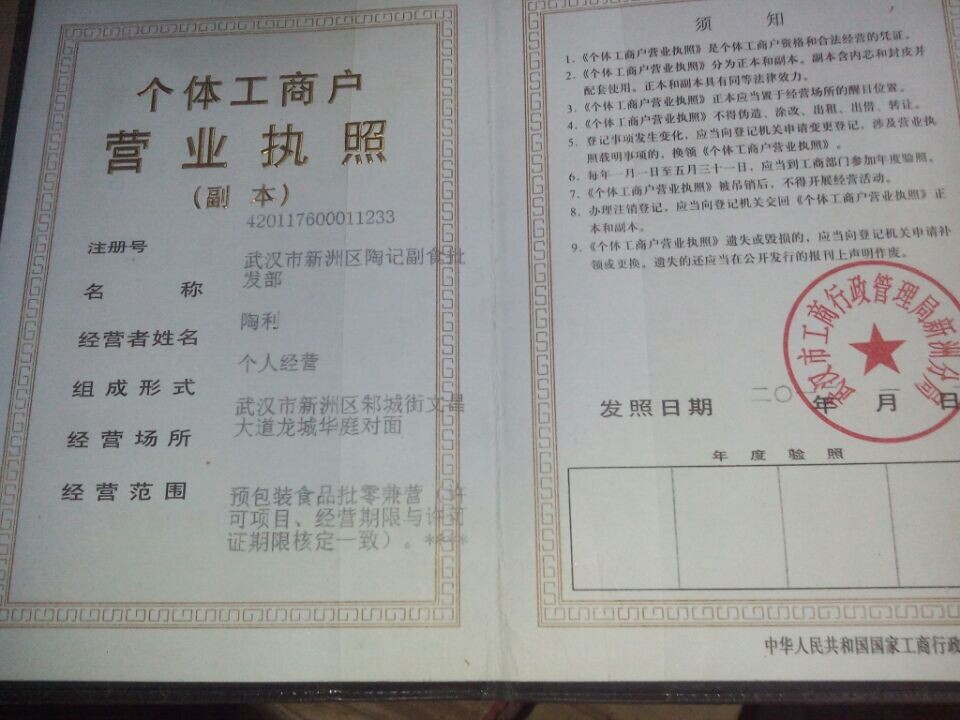 个体工商户
营业执照
（副 本）
420117600011233
注册号
武汉市新洲区陶记副食批
发部
名 称
陶利
经营者姓名
个人经营
组成形式
武汉市新洲区邾城街文昌
大道龙城华庭对面
经营场所
经营范围
预包装食品批零兼营（许
可项目、经营期限与许可
证期限核定一致）。****
须 知
1.《个体工商户营业执照》是个体工商户资格和合法经营的凭证。
2.《个体工商户营业执照》分为正本和副本。副本含内芯和封皮并
配套使用。正本和副本具有同等法律效力。
3.《个体工商户营业执照》正本应当置于经营场所的醒目位置。
4.《个体工商户营业执照》不得伪造、涂改、出租、出借、转让。
5. 登记事项发生变化，应当向登记机关申请变更登记，涉及营业执
照载明事项的，换领《个体工商户营业执照》。
6. 每年一月一日至五月三十一日，应当到工商部门参加年度验照。
7.《个体工商户营业执照》被吊销后，不得开展经营活动。
8. 办理注销登记，应当向登记机关交回《个体工商户营业执照》正
本和副本。
9.《个体工商户营业执照》遗失或毁损的，应当向登记机关申请补
领或更换。遗失的还应当在公开发行的报刊上声明作废。
武汉市工商行政管理局新洲分局
发照日期 二〇 年 月 日
年度验照
中华人民共和国国家工商行政